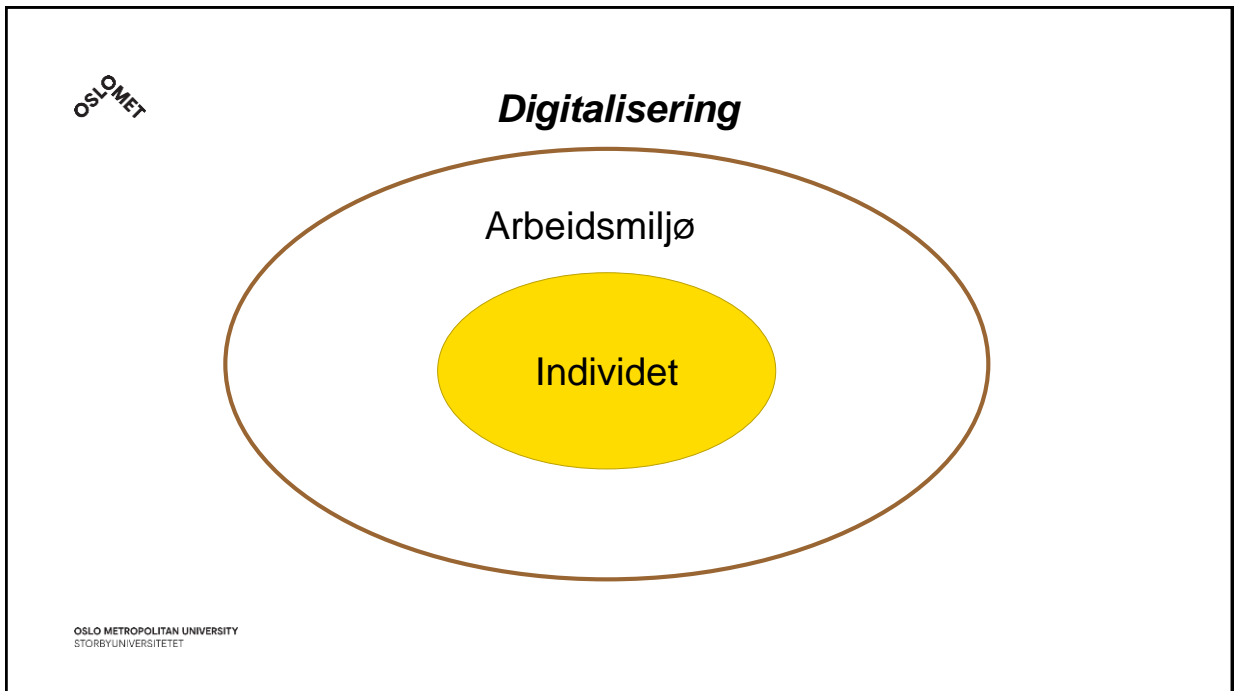 OSLOMET
Digitalisering
Arbeidsmiljø
Individet
OSLO METROPOLITAN UNIVERSITY
STORBYUNIVERSITETET